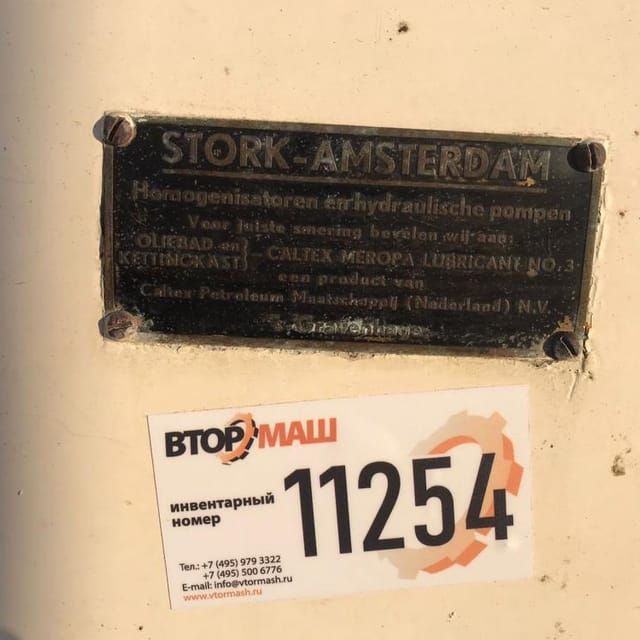 STORK-AMSTERDAM
Homogenisatoren en hydraulische pompen
Voor juiste smering bevelen wij aan:
OLIEBAD en
KETTINGKAST } - CALTEX MEROPA LUBRICANT NO. 3
een product van
Caltex Petroleum Maatschappij (Nederland) N.V.
's Gravenhage
ВТОРМАШ
инвентарный
номер
11254
Тел.: +7 (495) 979 3322
+7 (495) 500 6776
E-mail: info@vtormash.ru
www.vtormash.ru